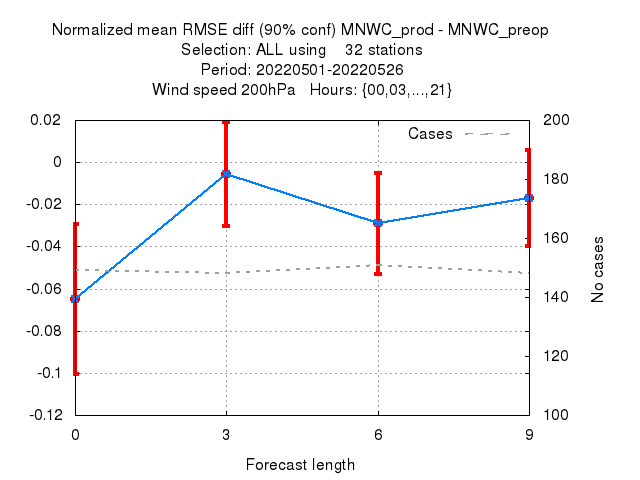 Normalized mean RMSE diff (90% conf) MNWC_prod - MNWC_preop
Selection: ALL using 32 stations
Period: 20220501-20220526
Wind speed 200hPa Hours: {00,03,...,21}
Cases
0.02
0
-0.02
-0.04
-0.06
-0.08
-0.1
-0.12
200
180
160
140
120
100
No cases
0 3 6 9
Forecast length